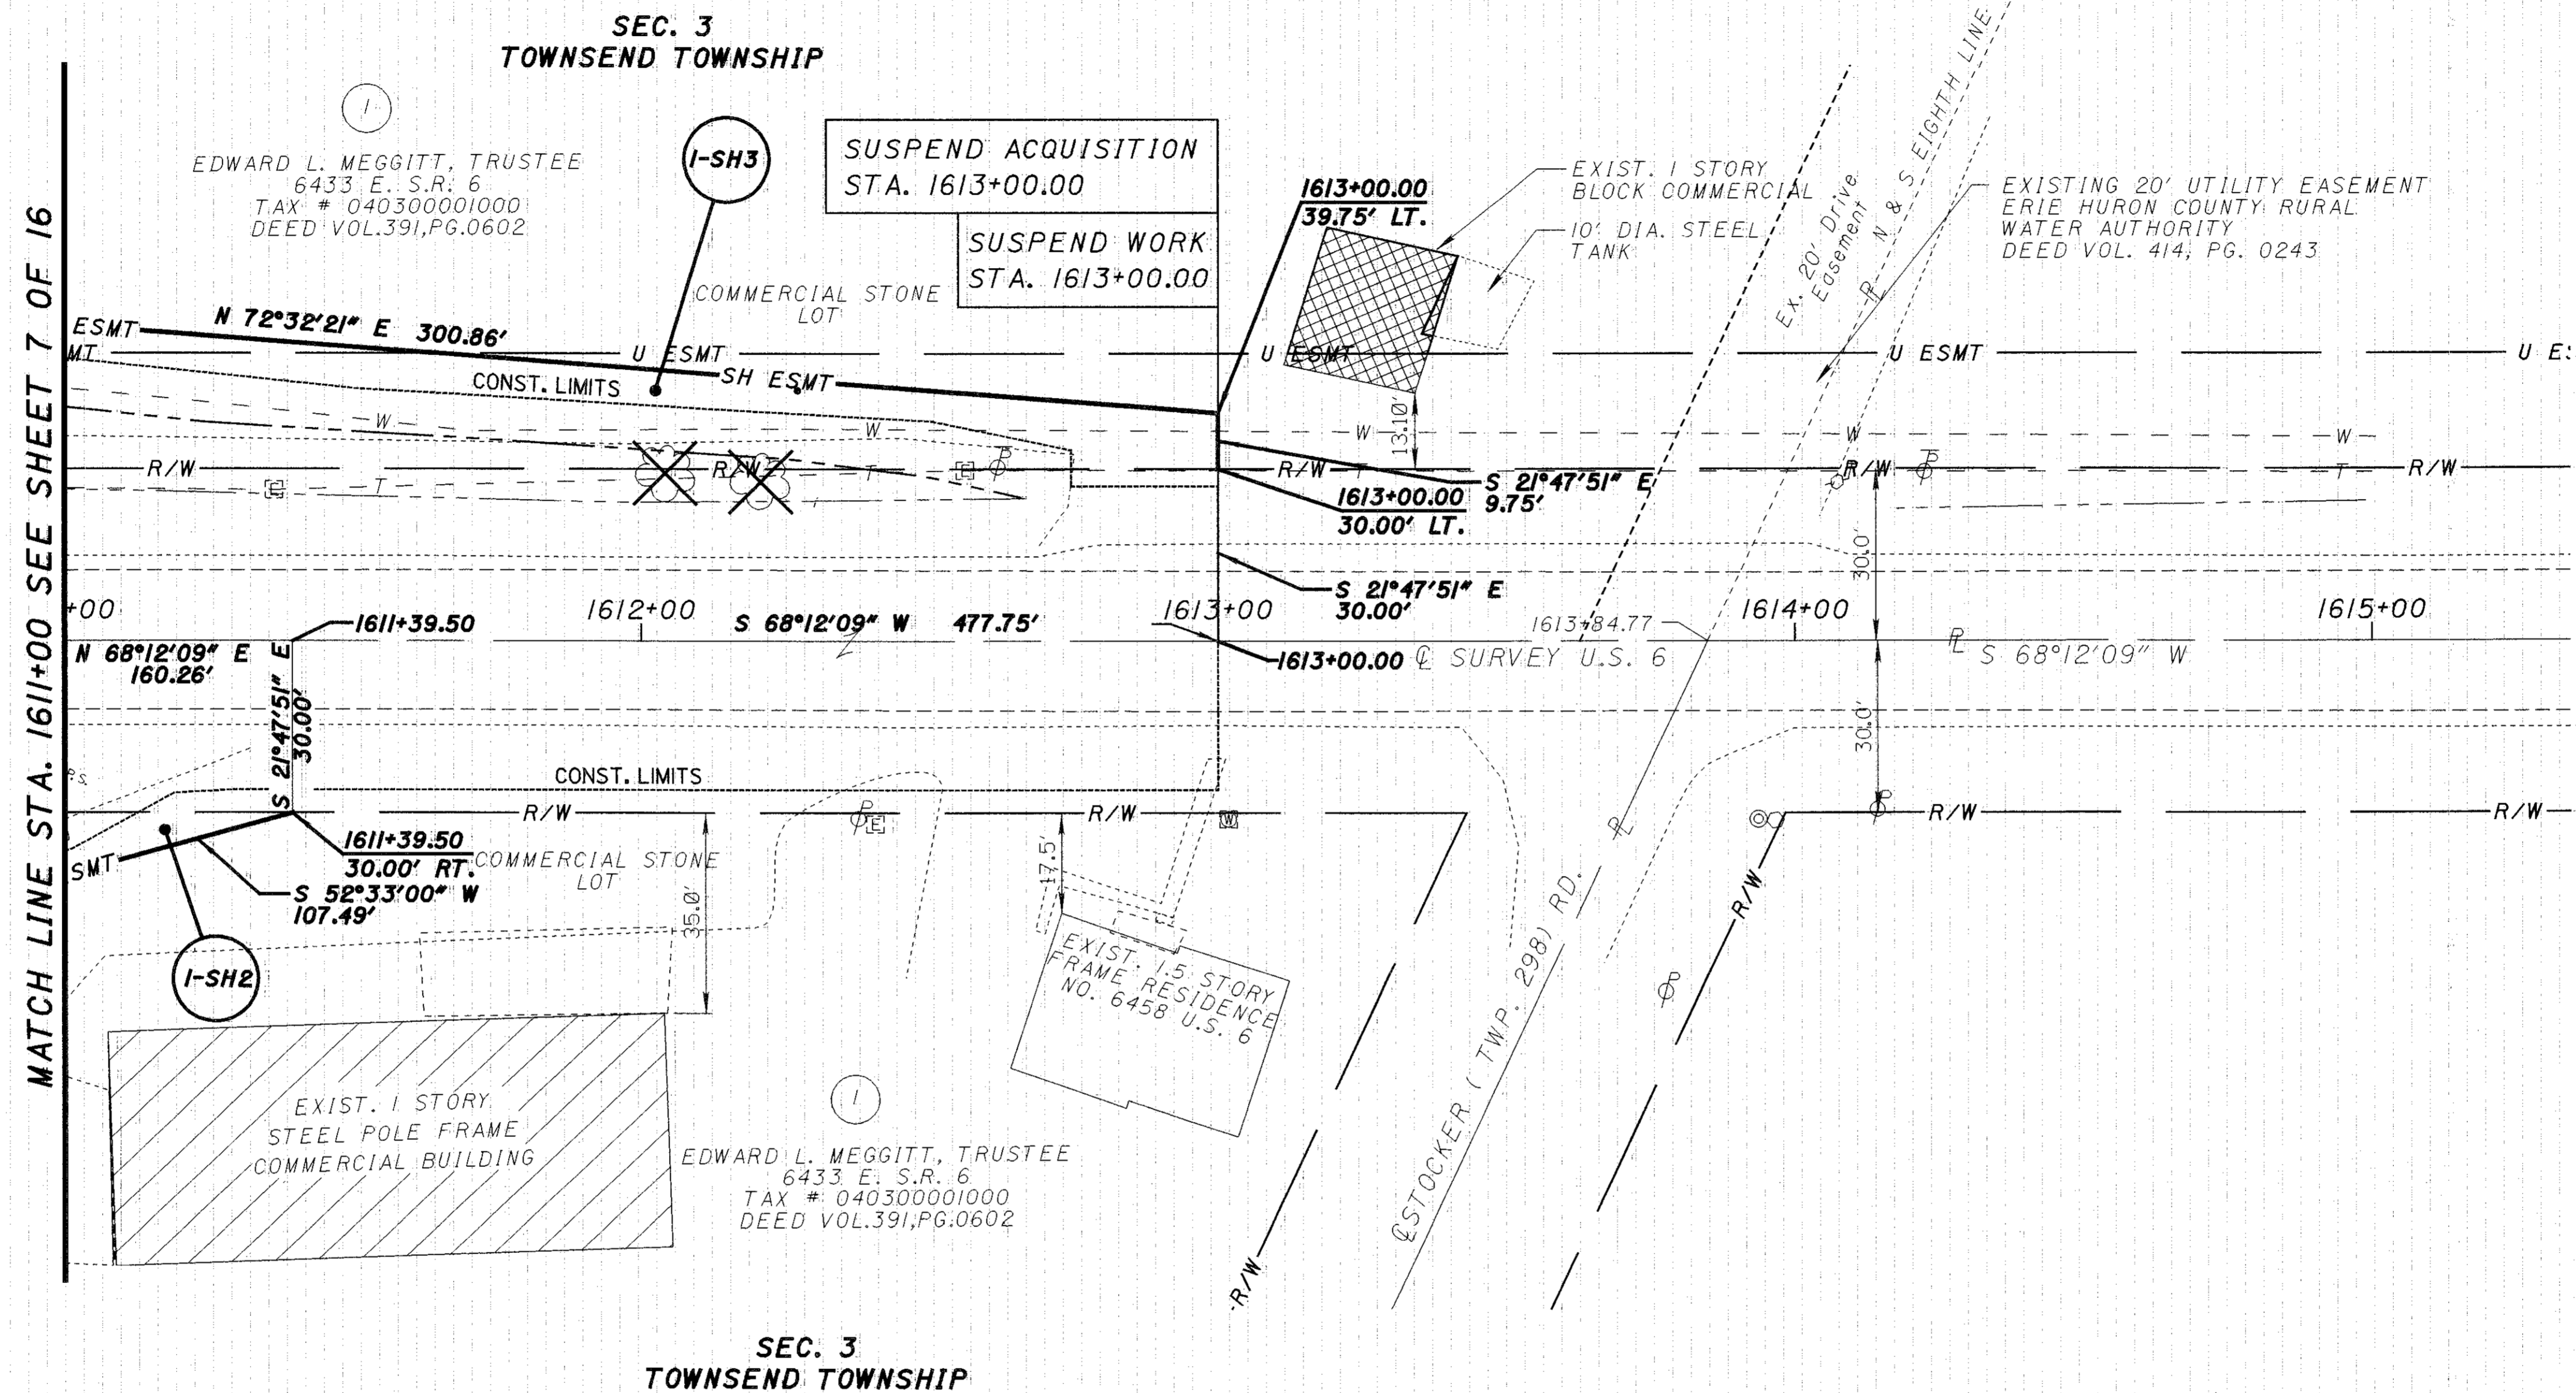 SEC. 3
TOWNSEND TOWNSHIP
MATCH LINE STA. 1611+00 SEE SHEET 7 OF 16
1
EDWARD L. MEGGITT, TRUSTEE
6433 E. S.R. 6
TAX # 040300001000
DEED VOL.391,PG.0602
1-SH3
SUSPEND ACQUISITION
STA. 1613+00.00
SUSPEND WORK
STA. 1613+00.00
COMMERCIAL STONE
LOT
1613+00.00
39.75' LT.
EXIST. 1 STORY
BLOCK COMMERCIAL
10' DIA. STEEL
TANK
EX. 20' Drive
Easement
N & S EIGHTH LINE
EXISTING 20' UTILITY EASEMENT
ERIE HURON COUNTY RURAL
WATER AUTHORITY
DEED VOL. 414, PG. 0243
ESMT
N 72°32'21" E 300.86'
MT
U ESMT
U ESMT
U ESMT
U E
CONST. LIMITS
SH ESMT
W
W
W
W
W
13.10'
R/W
R/W
R/W
R/W
R/W
E
E
T
T
T
T
T
S 21°47'51" E
9.75'
1613+00.00
30.00' LT.
S 21°47'51" E
30.00'
30.0'
+00
1611+39.50
1612+00
S 68°12'09" W 477.75'
1613+00
1613+84.77
1614+00
1615+00
N 68°12'09" E
160.26'
2
1613+00.00
℄ SURVEY U.S. 6
S 68°12'09" W
S 21°47'51" E
30.00'
30.0'
P.S.
CONST. LIMITS
R/W
R/W
R/W
R/W
E
W
1611+39.50
30.00' RT.
SMT
S 52°33'00" W
107.49'
COMMERCIAL STONE
LOT
35.0'
17.5'
1-SH2
EXIST. 1.5 STORY
FRAME RESIDENCE
NO. 6458 U.S. 6
R/W
℄ STOCKER (TWP. 298) RD.
R/W
EXIST. 1 STORY
STEEL POLE FRAME
COMMERCIAL BUILDING
1
EDWARD L. MEGGITT, TRUSTEE
6433 E. S.R. 6
TAX # 040300001000
DEED VOL.391,PG.0602
SEC. 3
TOWNSEND TOWNSHIP